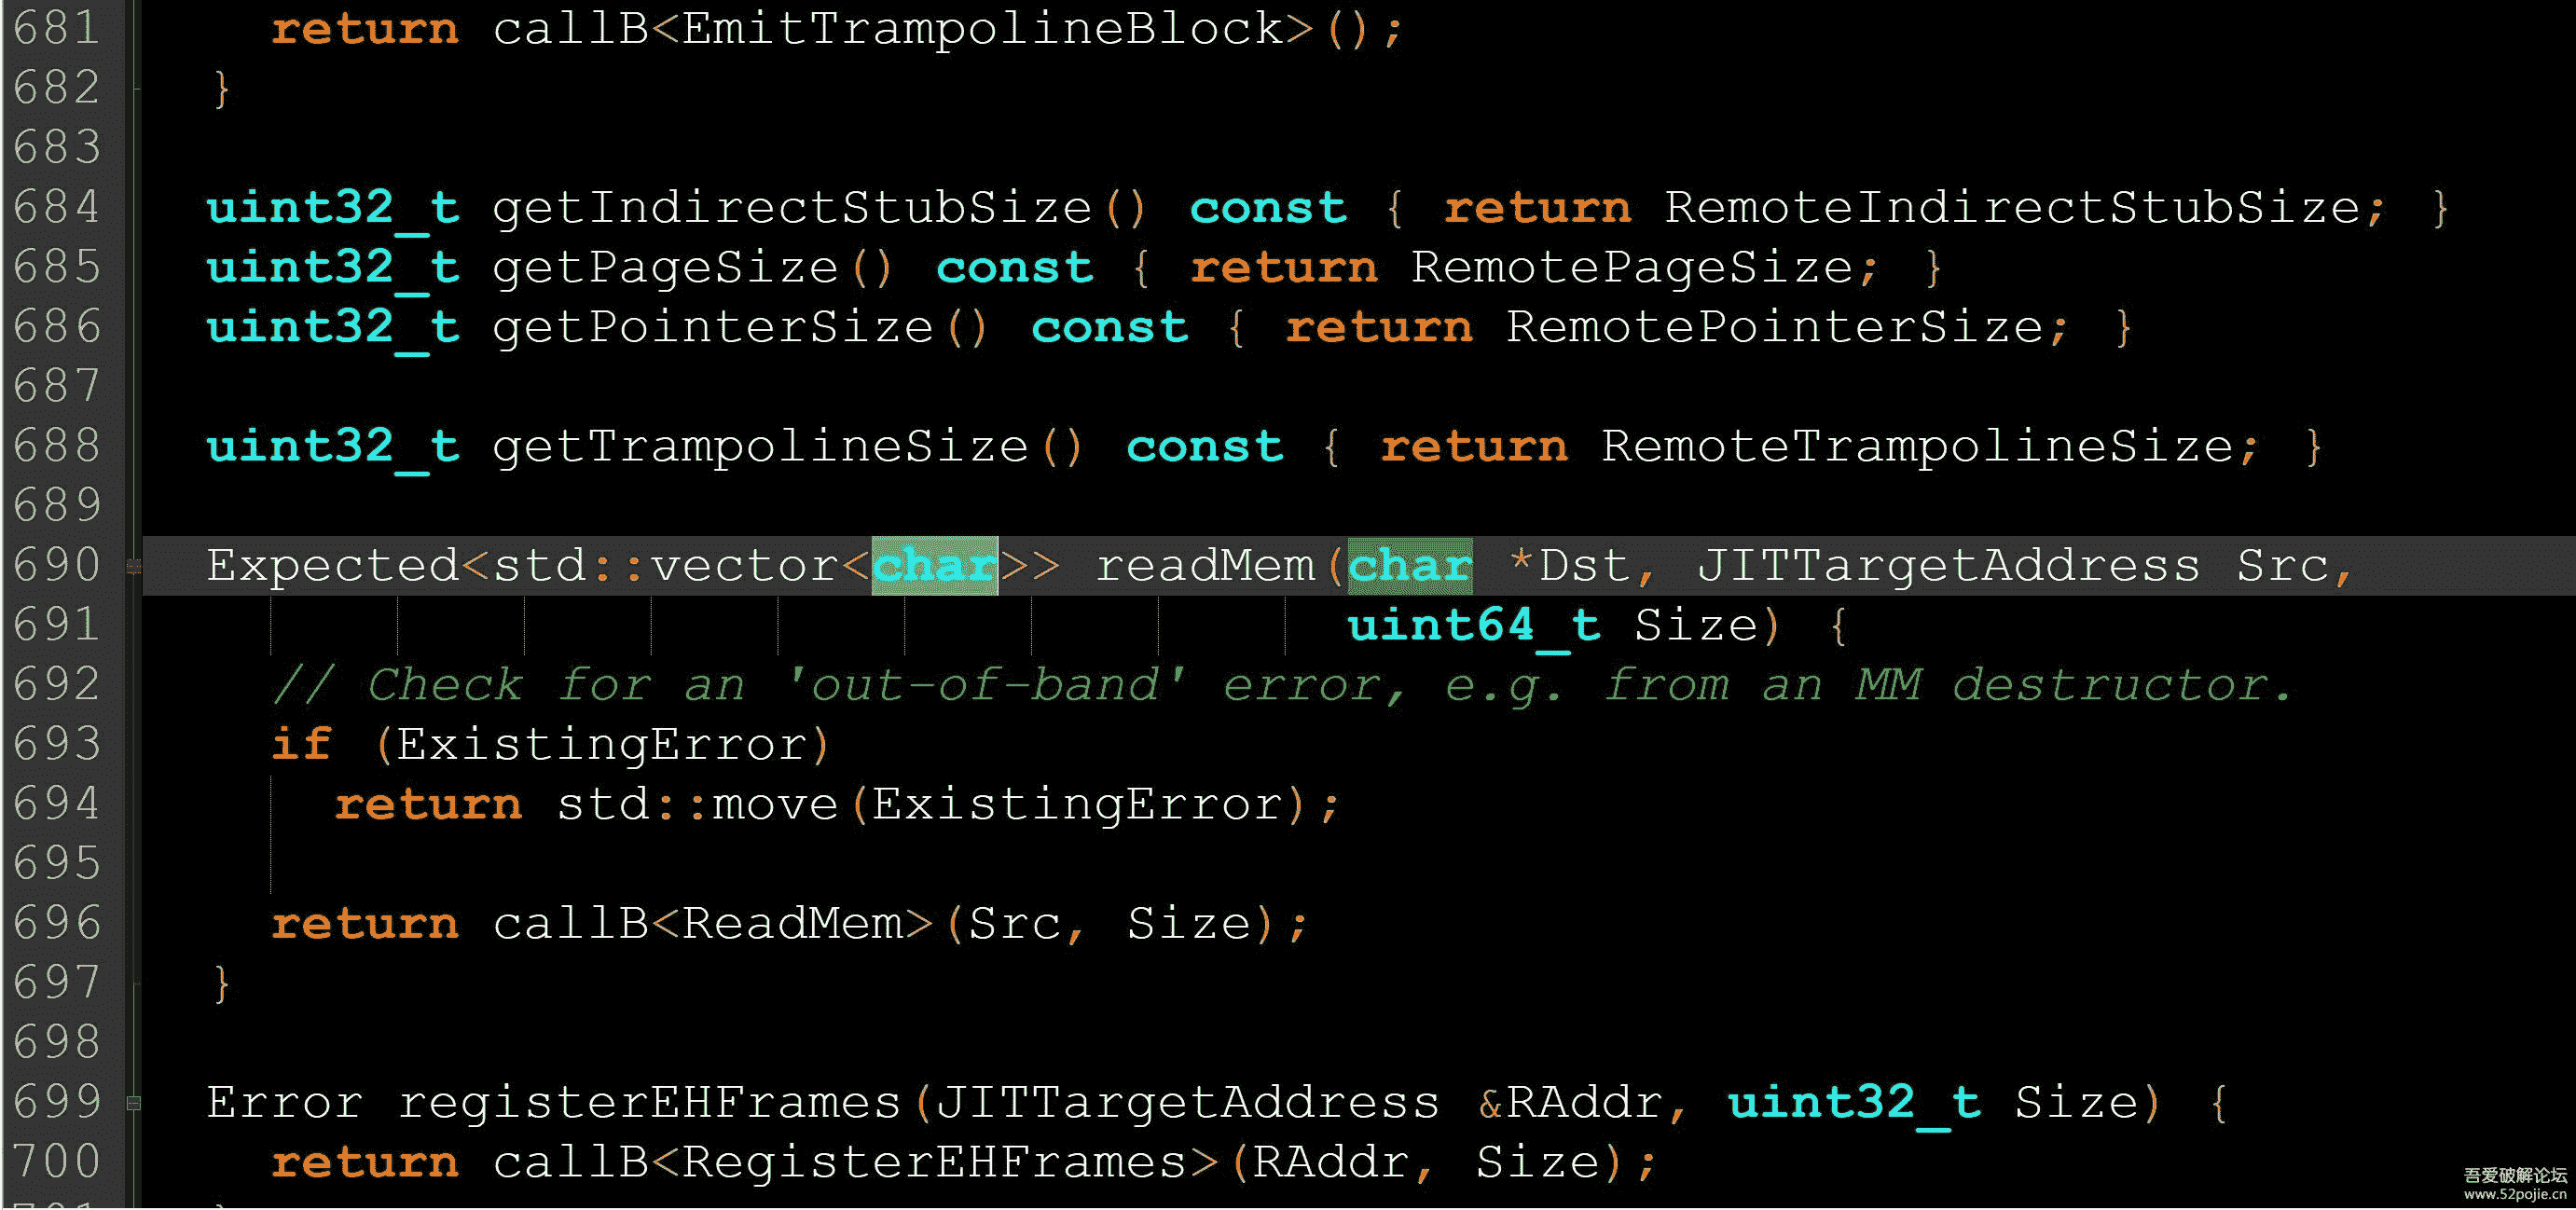 681     return callB<EmitTrampolineBlock>();
682   }
683
684   uint32_t getIndirectStubSize() const { return RemoteIndirectStubSize; }
685   uint32_t getPageSize() const { return RemotePageSize; }
686   uint32_t getPointerSize() const { return RemotePointerSize; }
687
688   uint32_t getTrampolineSize() const { return RemoteTrampolineSize; }
689
690   Expected<std::vector<char>> readMem(char *Dst, JITTargetAddress Src,
691                                       uint64_t Size) {
692     // Check for an 'out-of-band' error, e.g. from an MM destructor.
693     if (ExistingError)
694       return std::move(ExistingError);
695
696     return callB<ReadMem>(Src, Size);
697   }
698
699   Error registerEHFrames(JITTargetAddress &RAddr, uint32_t Size) {
700     return callB<RegisterEHFrames>(RAddr, Size);
吾爱破解论坛
www.52pojie.cn